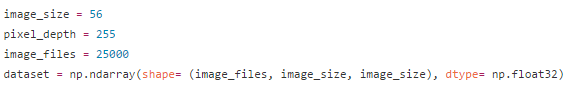 image_size = 56
pixel_depth = 255
image_files = 25000
dataset = np.ndarray(shape= (image_files, image_size, image_size), dtype= np.float32)